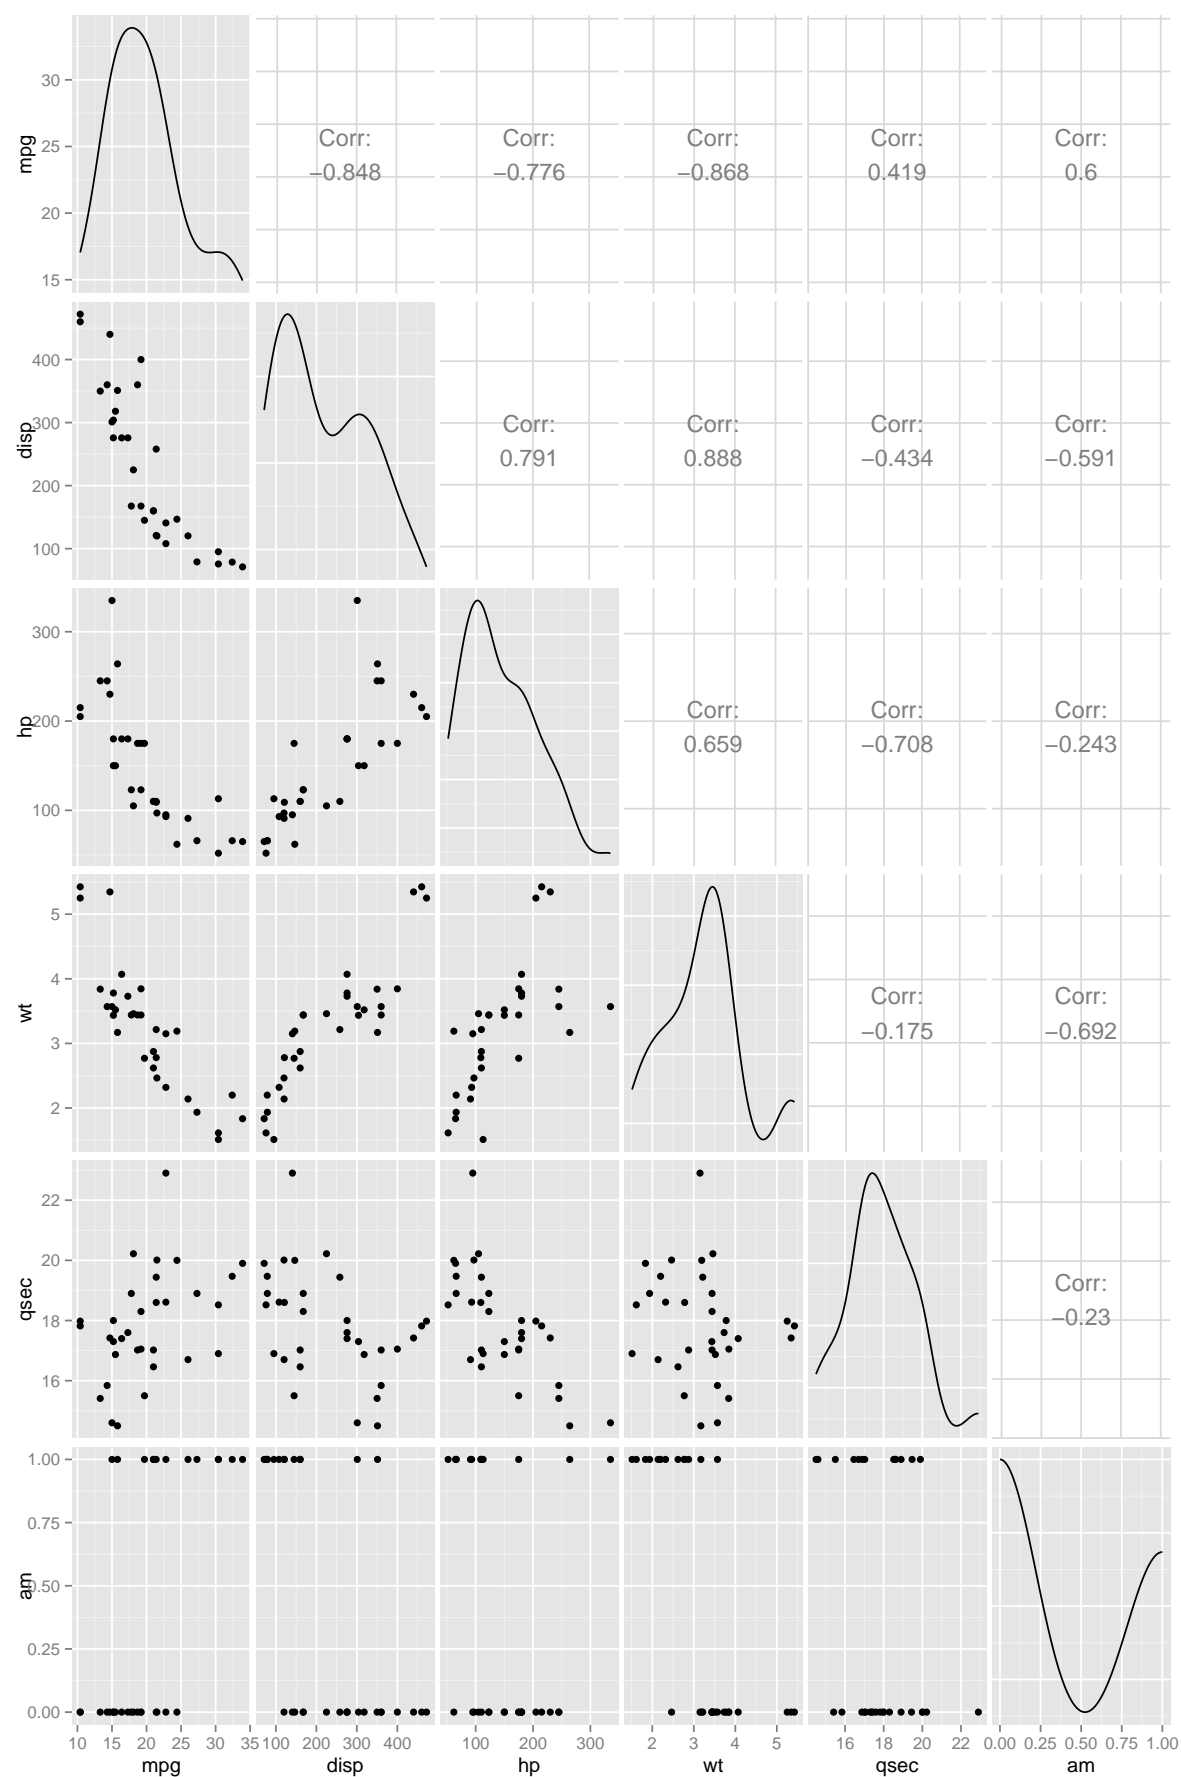 mpg
30
25
20
15
Corr:
−0.848
Corr:
−0.776
Corr:
−0.868
Corr:
0.419
Corr:
0.6
disp
400
300
200
100
Corr:
0.791
Corr:
0.888
Corr:
−0.434
Corr:
−0.591
hp
300
200
100
Corr:
0.659
Corr:
−0.708
Corr:
−0.243
wt
5
4
3
2
Corr:
−0.175
Corr:
−0.692
qsec
22
20
18
16
Corr:
−0.23
am
1.00
0.75
0.50
0.25
0.00
10 15 20 25 30 35
100 200 300 400
100 200 300
2 3 4 5
16 18 20 22
0.00 0.25 0.50 0.75 1.00
mpg disp hp wt qsec am